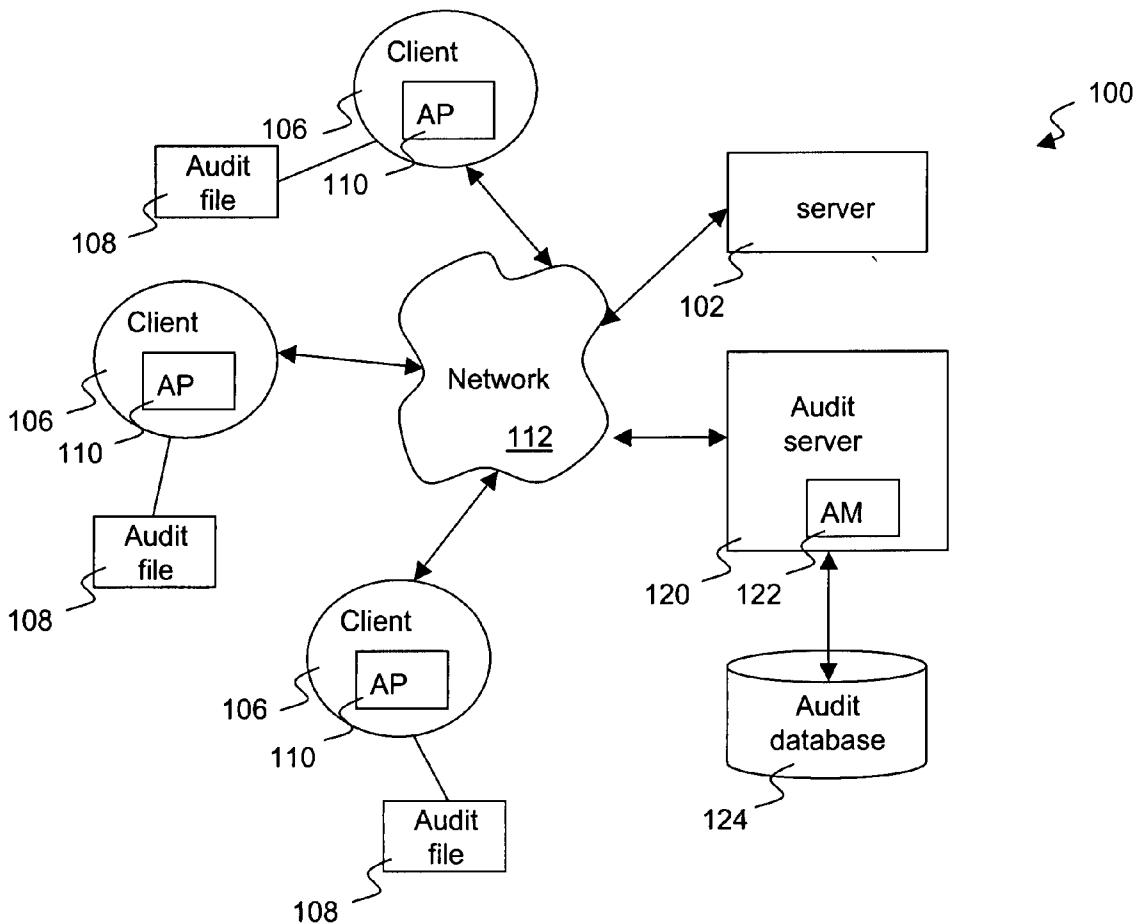 Client
AP
106
110
Audit
file
108
100
server
102
Client
AP
106
110
Audit
file
108
Network
112
Audit
server
AM
120
122
Client
AP
106
110
Audit
file
108
Audit
database
124